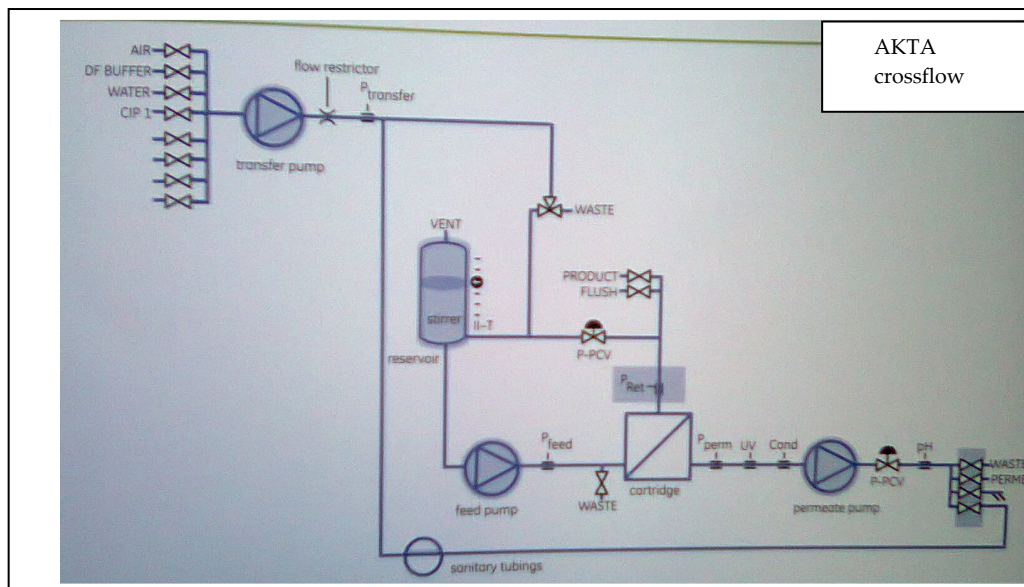 AKTA
crossflow
AIR
DF BUFFER
WATER
CIP 1
flow restrictor
P transfer
transfer pump
WASTE
VENT
PRODUCT
FLUSH
stirrer
reservoir
P-PCV
P Ret
P feed
feed pump
WASTE
cartridge
P perm
UV
Cond
permeate pump
P-PCV
pH
WASTE
PERME
sanitary tubings